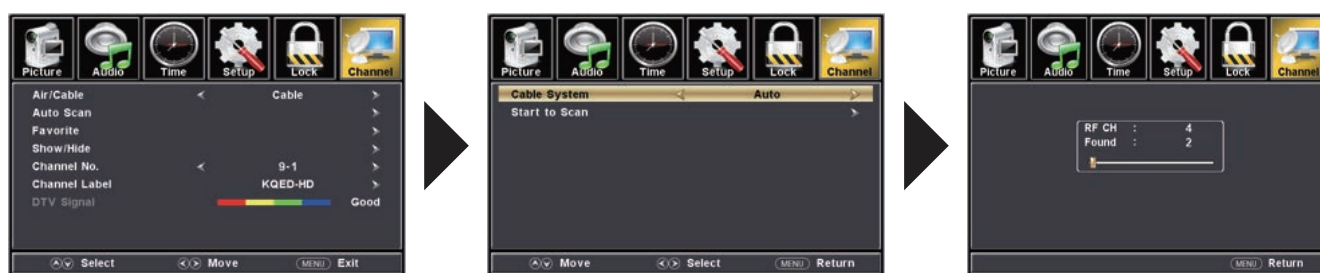 Picture Audio Time Setup Lock Channel
Air/Cable Cable
Auto Scan
Favorite
Show/Hide
Channel No. 9-1
Channel Label KQED-HD
DTV Signal Good
Select Move MENU Exit
Picture Audio Time Setup Lock Channel
Cable System Auto
Start to Scan
Move Select MENU Return
Picture Audio Time Setup Lock Channel
RF CH : 4
Found : 2
MENU Return